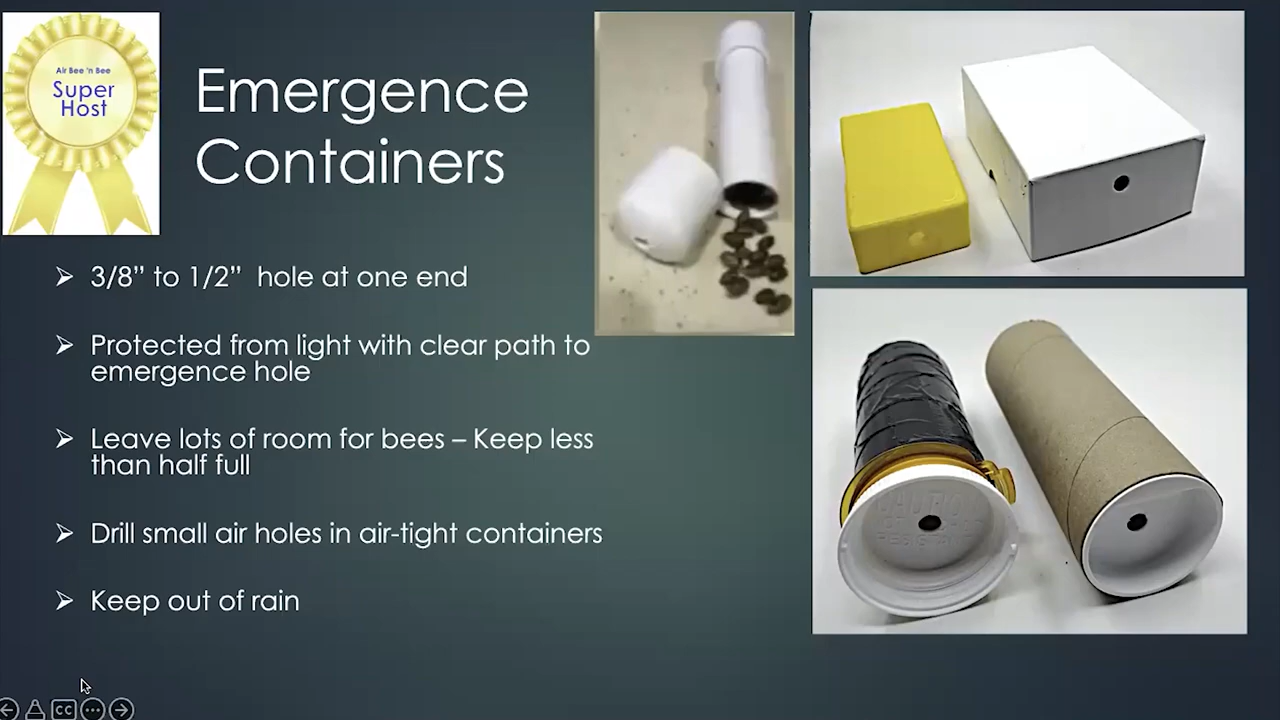 Air Bee 'n Bee
Super
Host
Emergence
Containers
3/8" to 1/2"  hole at one end
Protected from light with clear path to
emergence hole
Leave lots of room for bees – Keep less
than half full
Drill small air holes in air-tight containers
Keep out of rain
CAUTION
CC